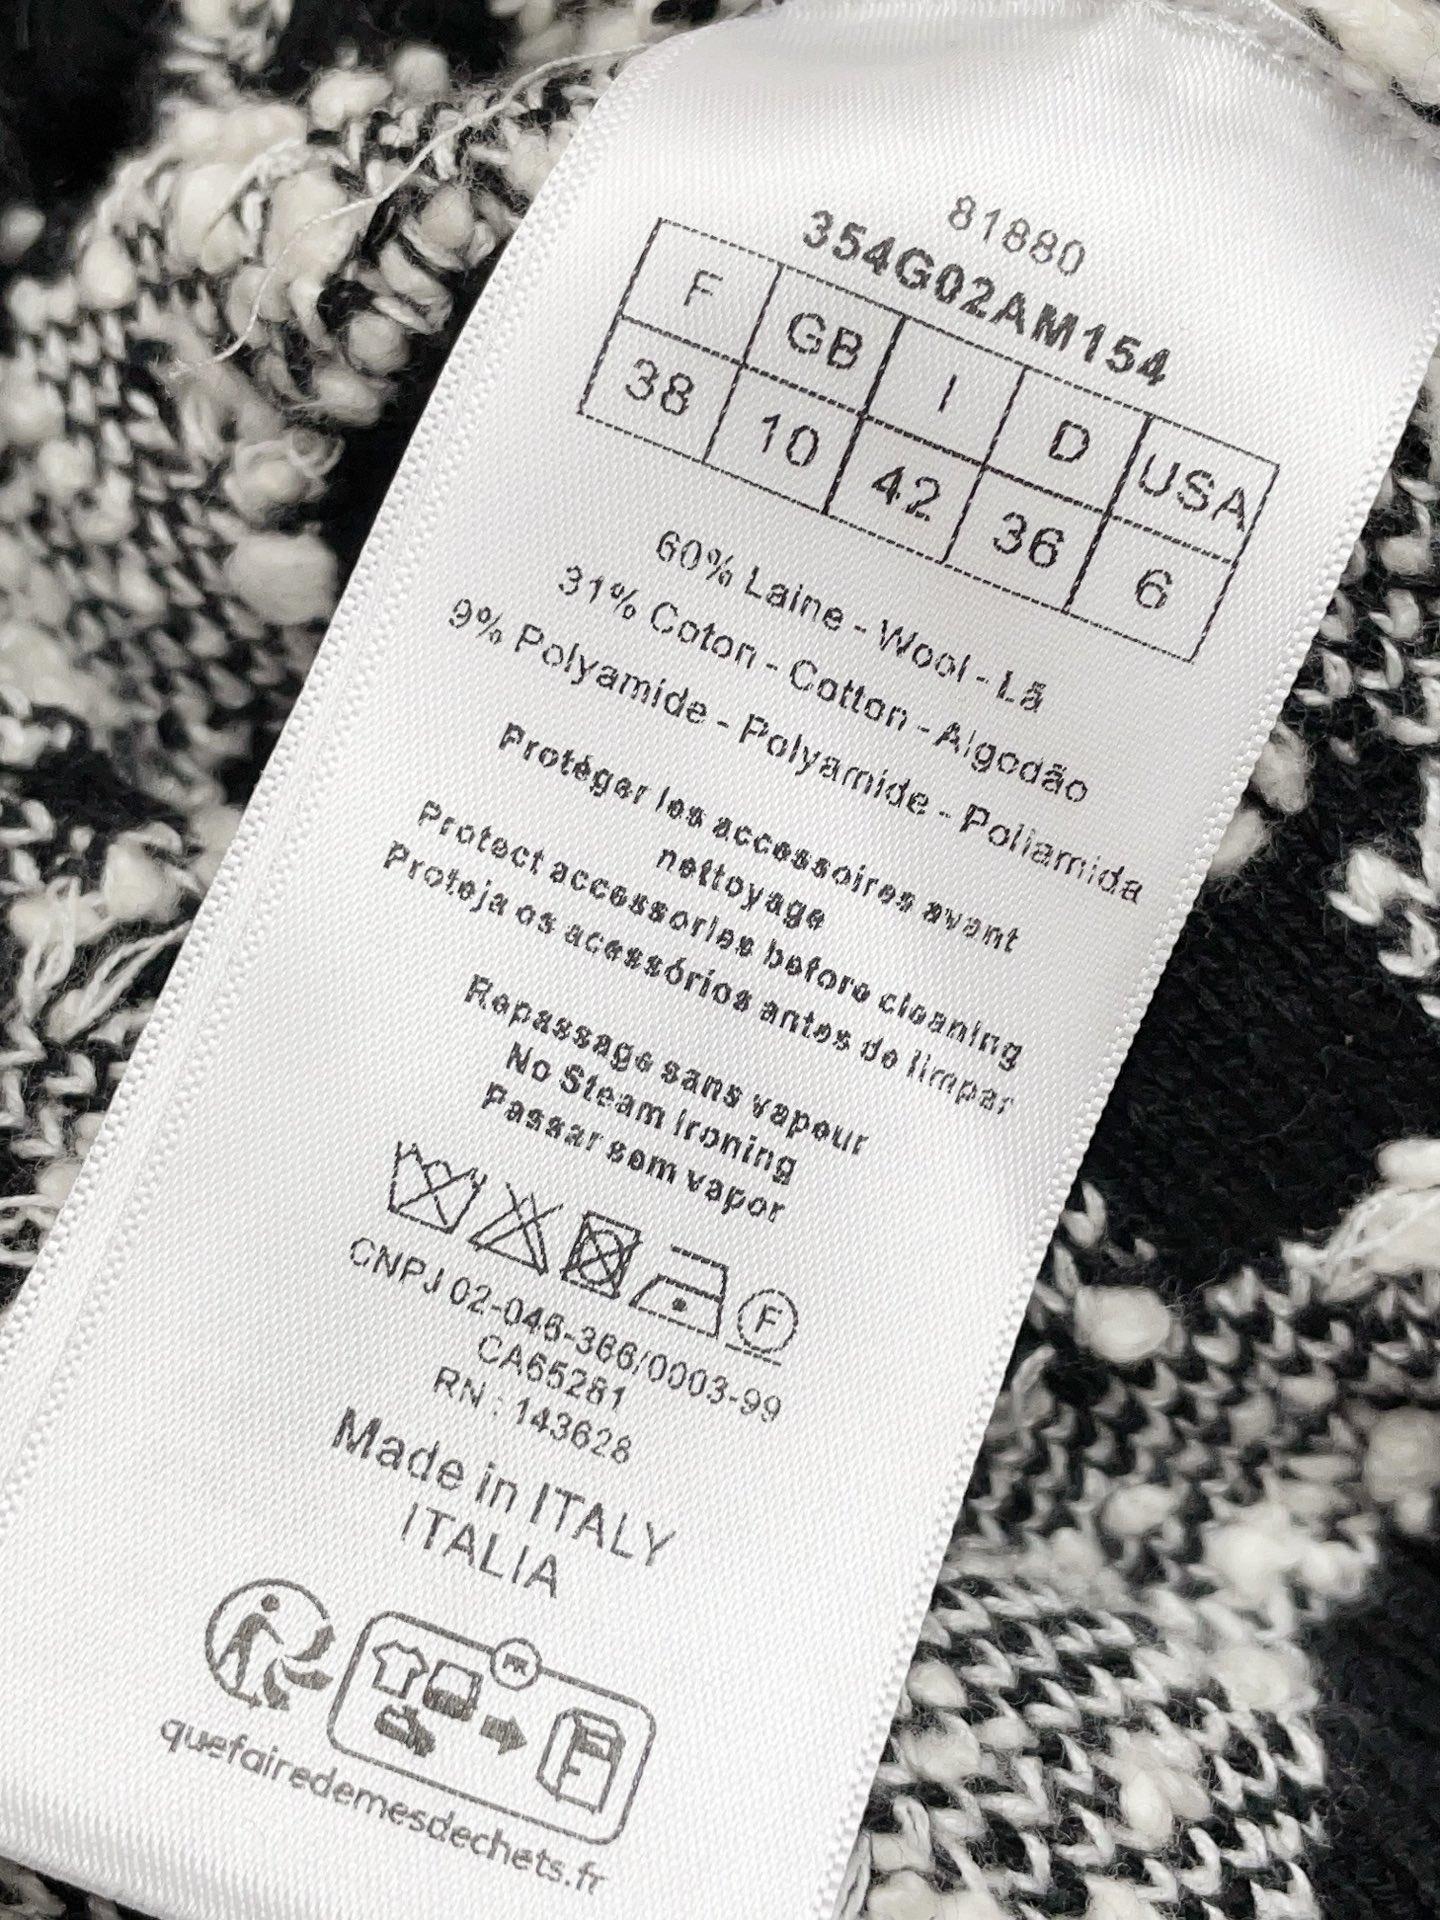 81880
354G02AM154
F GB I D USA
38 10 42 36 6
60% Laine - Wool - Lã
31% Coton - Cotton - Algodão
9% Polyamide - Polyamide - Poliamida
Protéger les accessoires avant
nettoyage
Protect accessories before cleaning
Proteja os acessórios antes de limpar
Repassage sans vapeur
No Steam Ironing
Passar sem vapor
F
CNPJ 02-046-366/0003-99
CA65281
RN : 143628
Made in ITALY
ITALIA
FR
quefairedemesdechets.fr